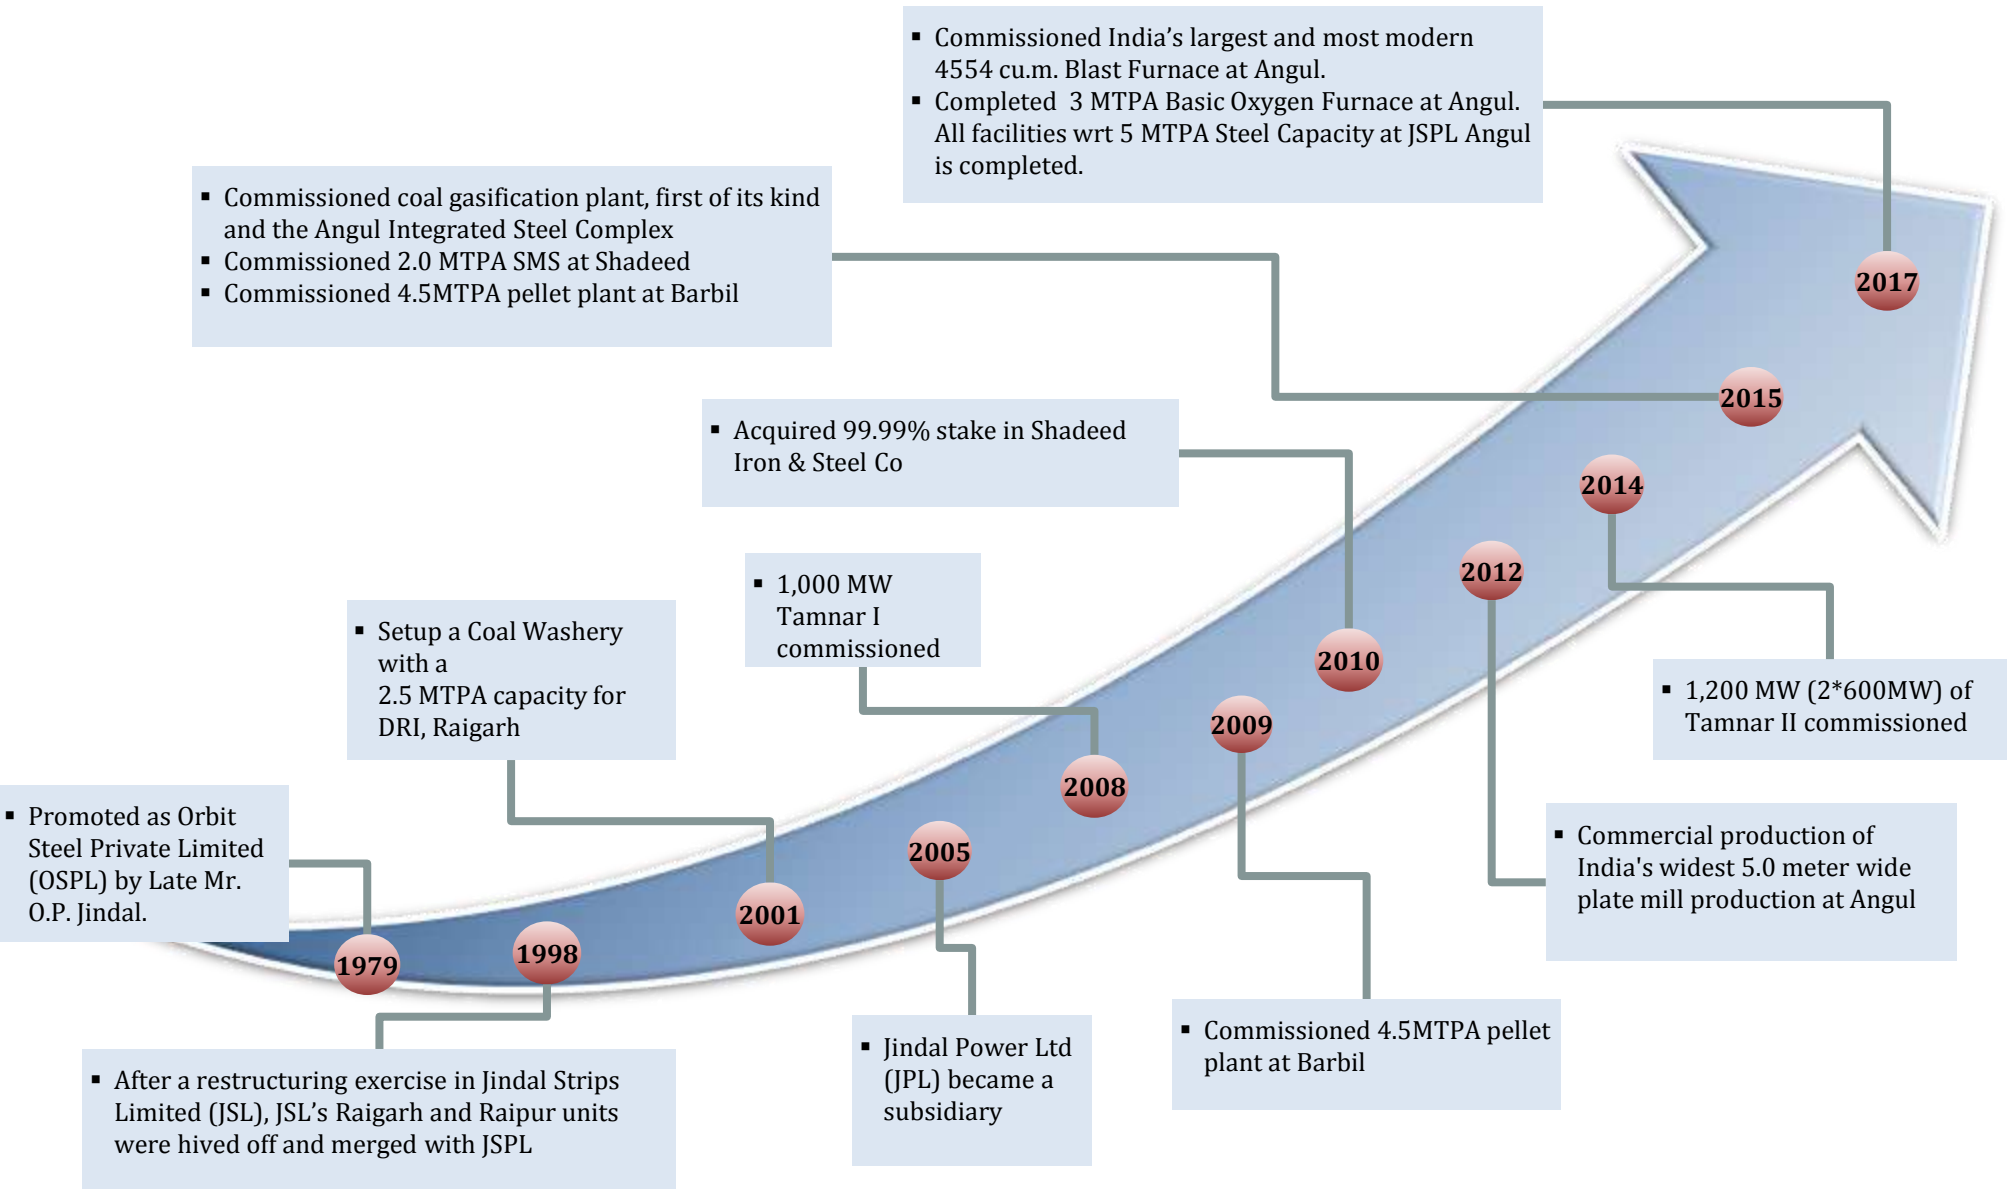 ▪ Commissioned India’s largest and most modern
4554 cu.m. Blast Furnace at Angul.
▪ Completed 3 MTPA Basic Oxygen Furnace at Angul.
All facilities wrt 5 MTPA Steel Capacity at JSPL Angul
is completed.
▪ Commissioned coal gasification plant, first of its kind
and the Angul Integrated Steel Complex
▪ Commissioned 2.0 MTPA SMS at Shadeed
▪ Commissioned 4.5MTPA pellet plant at Barbil
2017
2015
▪ Acquired 99.99% stake in Shadeed
Iron & Steel Co
2014
▪ 1,000 MW
Tamnar I
commissioned
2012
▪ Setup a Coal Washery
with a
2.5 MTPA capacity for
DRI, Raigarh
2010
▪ 1,200 MW (2*600MW) of
Tamnar II commissioned
2009
2008
▪ Promoted as Orbit
Steel Private Limited
(OSPL) by Late Mr.
O.P. Jindal.
2005
▪ Commercial production of
India's widest 5.0 meter wide
plate mill production at Angul
2001
1998
1979
▪ Commissioned 4.5MTPA pellet
plant at Barbil
▪ Jindal Power Ltd
(JPL) became a
subsidiary
▪ After a restructuring exercise in Jindal Strips
Limited (JSL), JSL’s Raigarh and Raipur units
were hived off and merged with JSPL